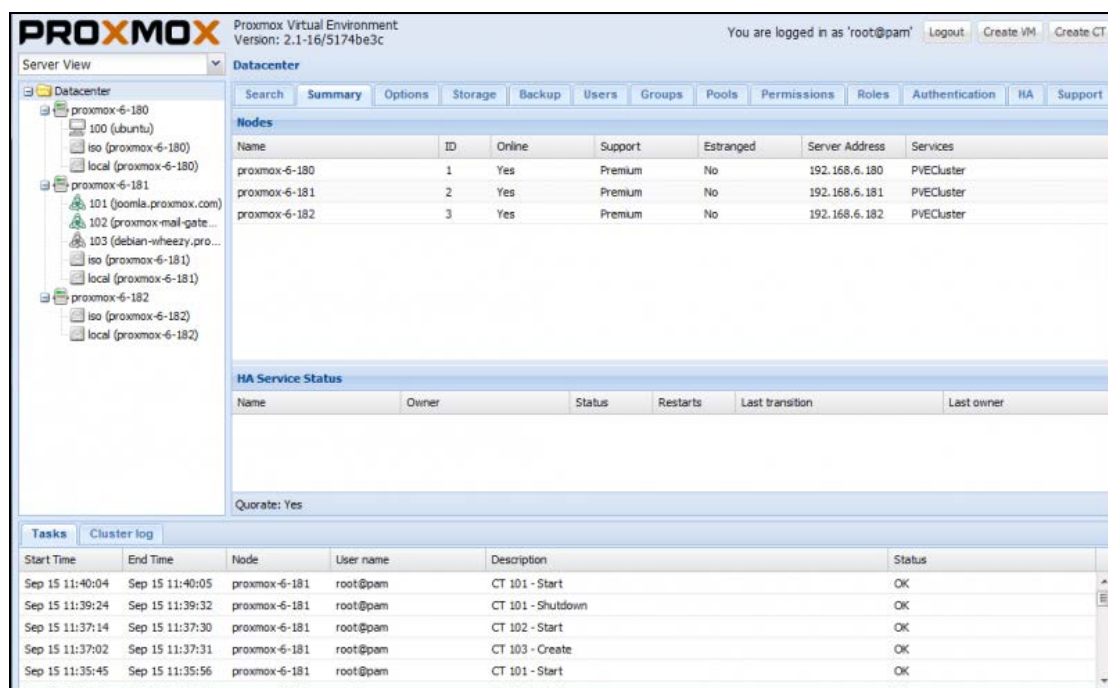 PROXMOX
Proxmox Virtual Environment
Version: 2.1-16/5174be3c
You are logged in as 'root@pam' Logout Create VM Create CT
Server View
Datacenter
proxmox-6-180
100 (ubuntu)
iso (proxmox-6-180)
local (proxmox-6-180)
proxmox-6-181
101 (joomla.proxmox.com)
102 (proxmox-mail-gate...
103 (debian-wheezy.pro...
iso (proxmox-6-181)
local (proxmox-6-181)
proxmox-6-182
iso (proxmox-6-182)
local (proxmox-6-182)
Datacenter
Search Summary Options Storage Backup Users Groups Pools Permissions Roles Authentication HA Support
Nodes
Name ID Online Support Estranged Server Address Services
proxmox-6-180 1 Yes Premium No 192.168.6.180 PVECluster
proxmox-6-181 2 Yes Premium No 192.168.6.181 PVECluster
proxmox-6-182 3 Yes Premium No 192.168.6.182 PVECluster
HA Service Status
Name Owner Status Restarts Last transition Last owner
Quorate: Yes
Tasks Cluster log
Start Time End Time Node User name Description Status
Sep 15 11:40:04 Sep 15 11:40:05 proxmox-6-181 root@pam CT 101 - Start OK
Sep 15 11:39:24 Sep 15 11:39:32 proxmox-6-181 root@pam CT 101 - Shutdown OK
Sep 15 11:37:14 Sep 15 11:37:30 proxmox-6-181 root@pam CT 102 - Start OK
Sep 15 11:37:02 Sep 15 11:37:31 proxmox-6-181 root@pam CT 103 - Create OK
Sep 15 11:35:45 Sep 15 11:35:56 proxmox-6-181 root@pam CT 101 - Start OK